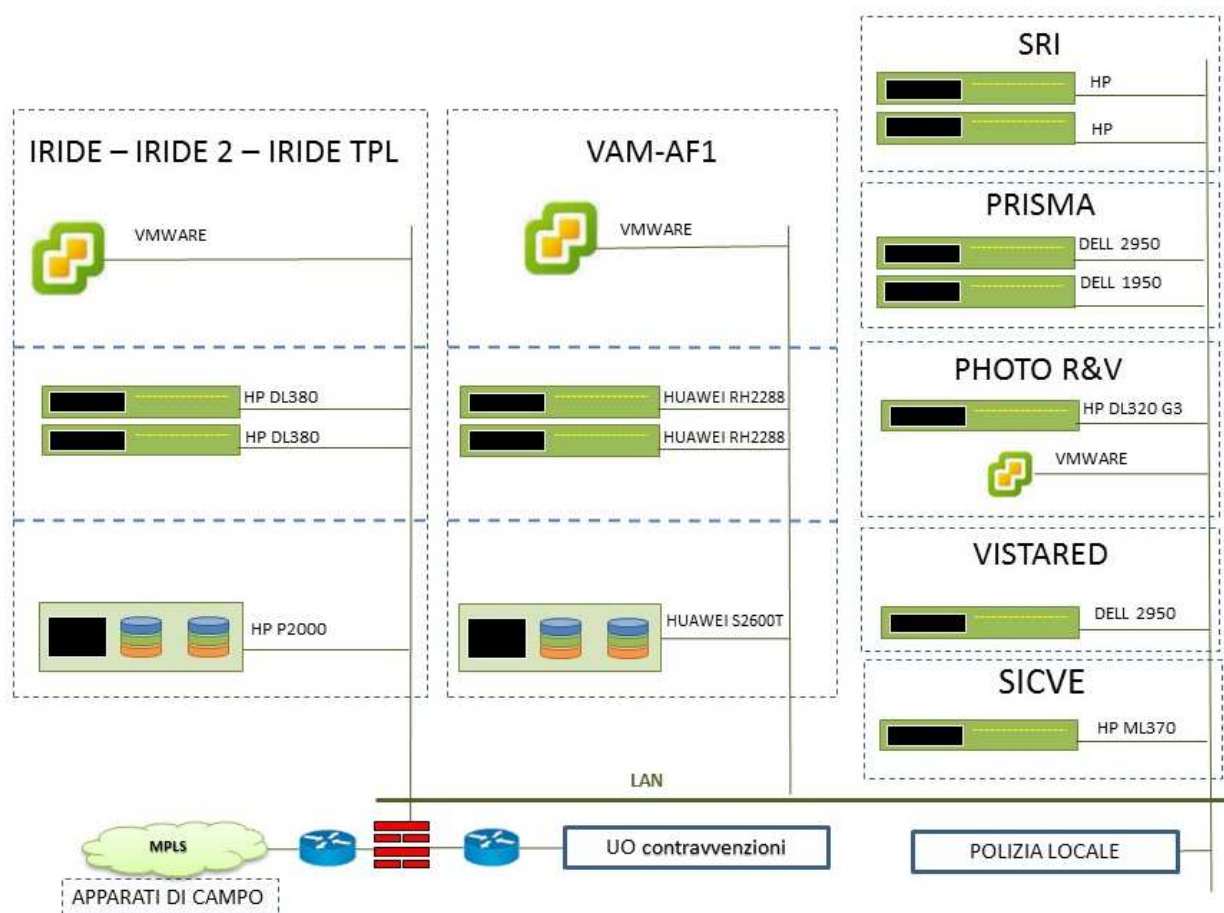 IRIDE – IRIDE 2 – IRIDE TPL
VMWARE
HP DL380
HP DL380
HP P2000
VAM-AF1
VMWARE
HUAWEI RH2288
HUAWEI RH2288
HUAWEI S2600T
SRI
HP
HP
PRISMA
DELL 2950
DELL 1950
PHOTO R&V
HP DL320 G3
VMWARE
VISTARED
DELL 2950
SICVE
HP ML370
LAN
MPLS
UO contravvenzioni
POLIZIA LOCALE
APPARATI DI CAMPO